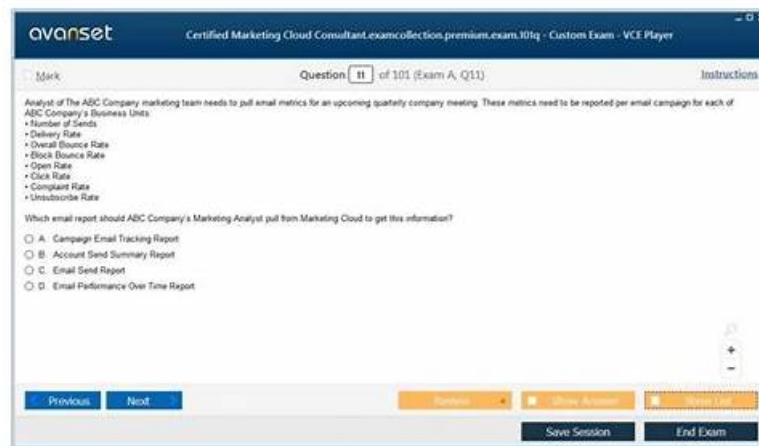 avanset
Certified Marketing Cloud Consultant.examcollection.premium.exam.101q - Custom Exam - VCE Player
Mark
Question 11 of 101 (Exam A, Q11)
Instructions
Analyst of The ABC Company marketing team needs to pull email metrics for an upcoming quarterly company meeting. These metrics need to be reported per email campaign for each of
ABC Company's Business Units
• Number of Sends
• Delivery Rate
• Overall Bounce Rate
• Block Bounce Rate
• Open Rate
• Click Rate
• Complaint Rate
• Unsubscribe Rate
Which email report should ABC Company's Marketing Analyst pull from Marketing Cloud to get this information?
A. Campaign Email Tracking Report
B. Account Send Summary Report
C. Email Send Report
D. Email Performance Over Time Report
Previous
Next
Review
Show Answer
Show List
Save Session
End Exam